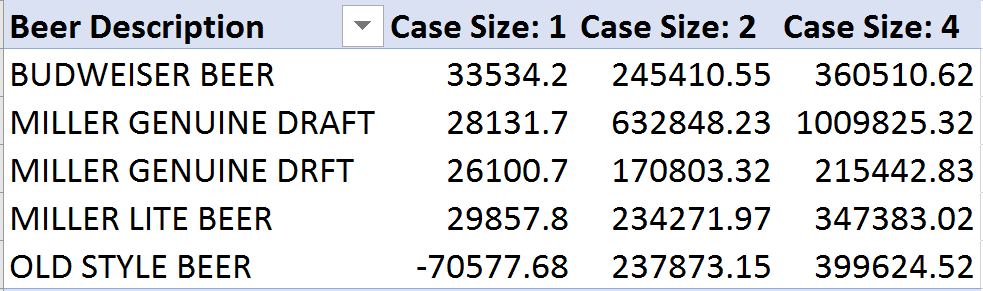 Beer Description Case Size: 1 Case Size: 2 Case Size: 4
BUDWEISER BEER 33534.2 245410.55 360510.62
MILLER GENUINE DRAFT 28131.7 632848.23 1009825.32
MILLER GENUINE DRFT 26100.7 170803.32 215442.83
MILLER LITE BEER 29857.8 234271.97 347383.02
OLD STYLE BEER -70577.68 237873.15 399624.52